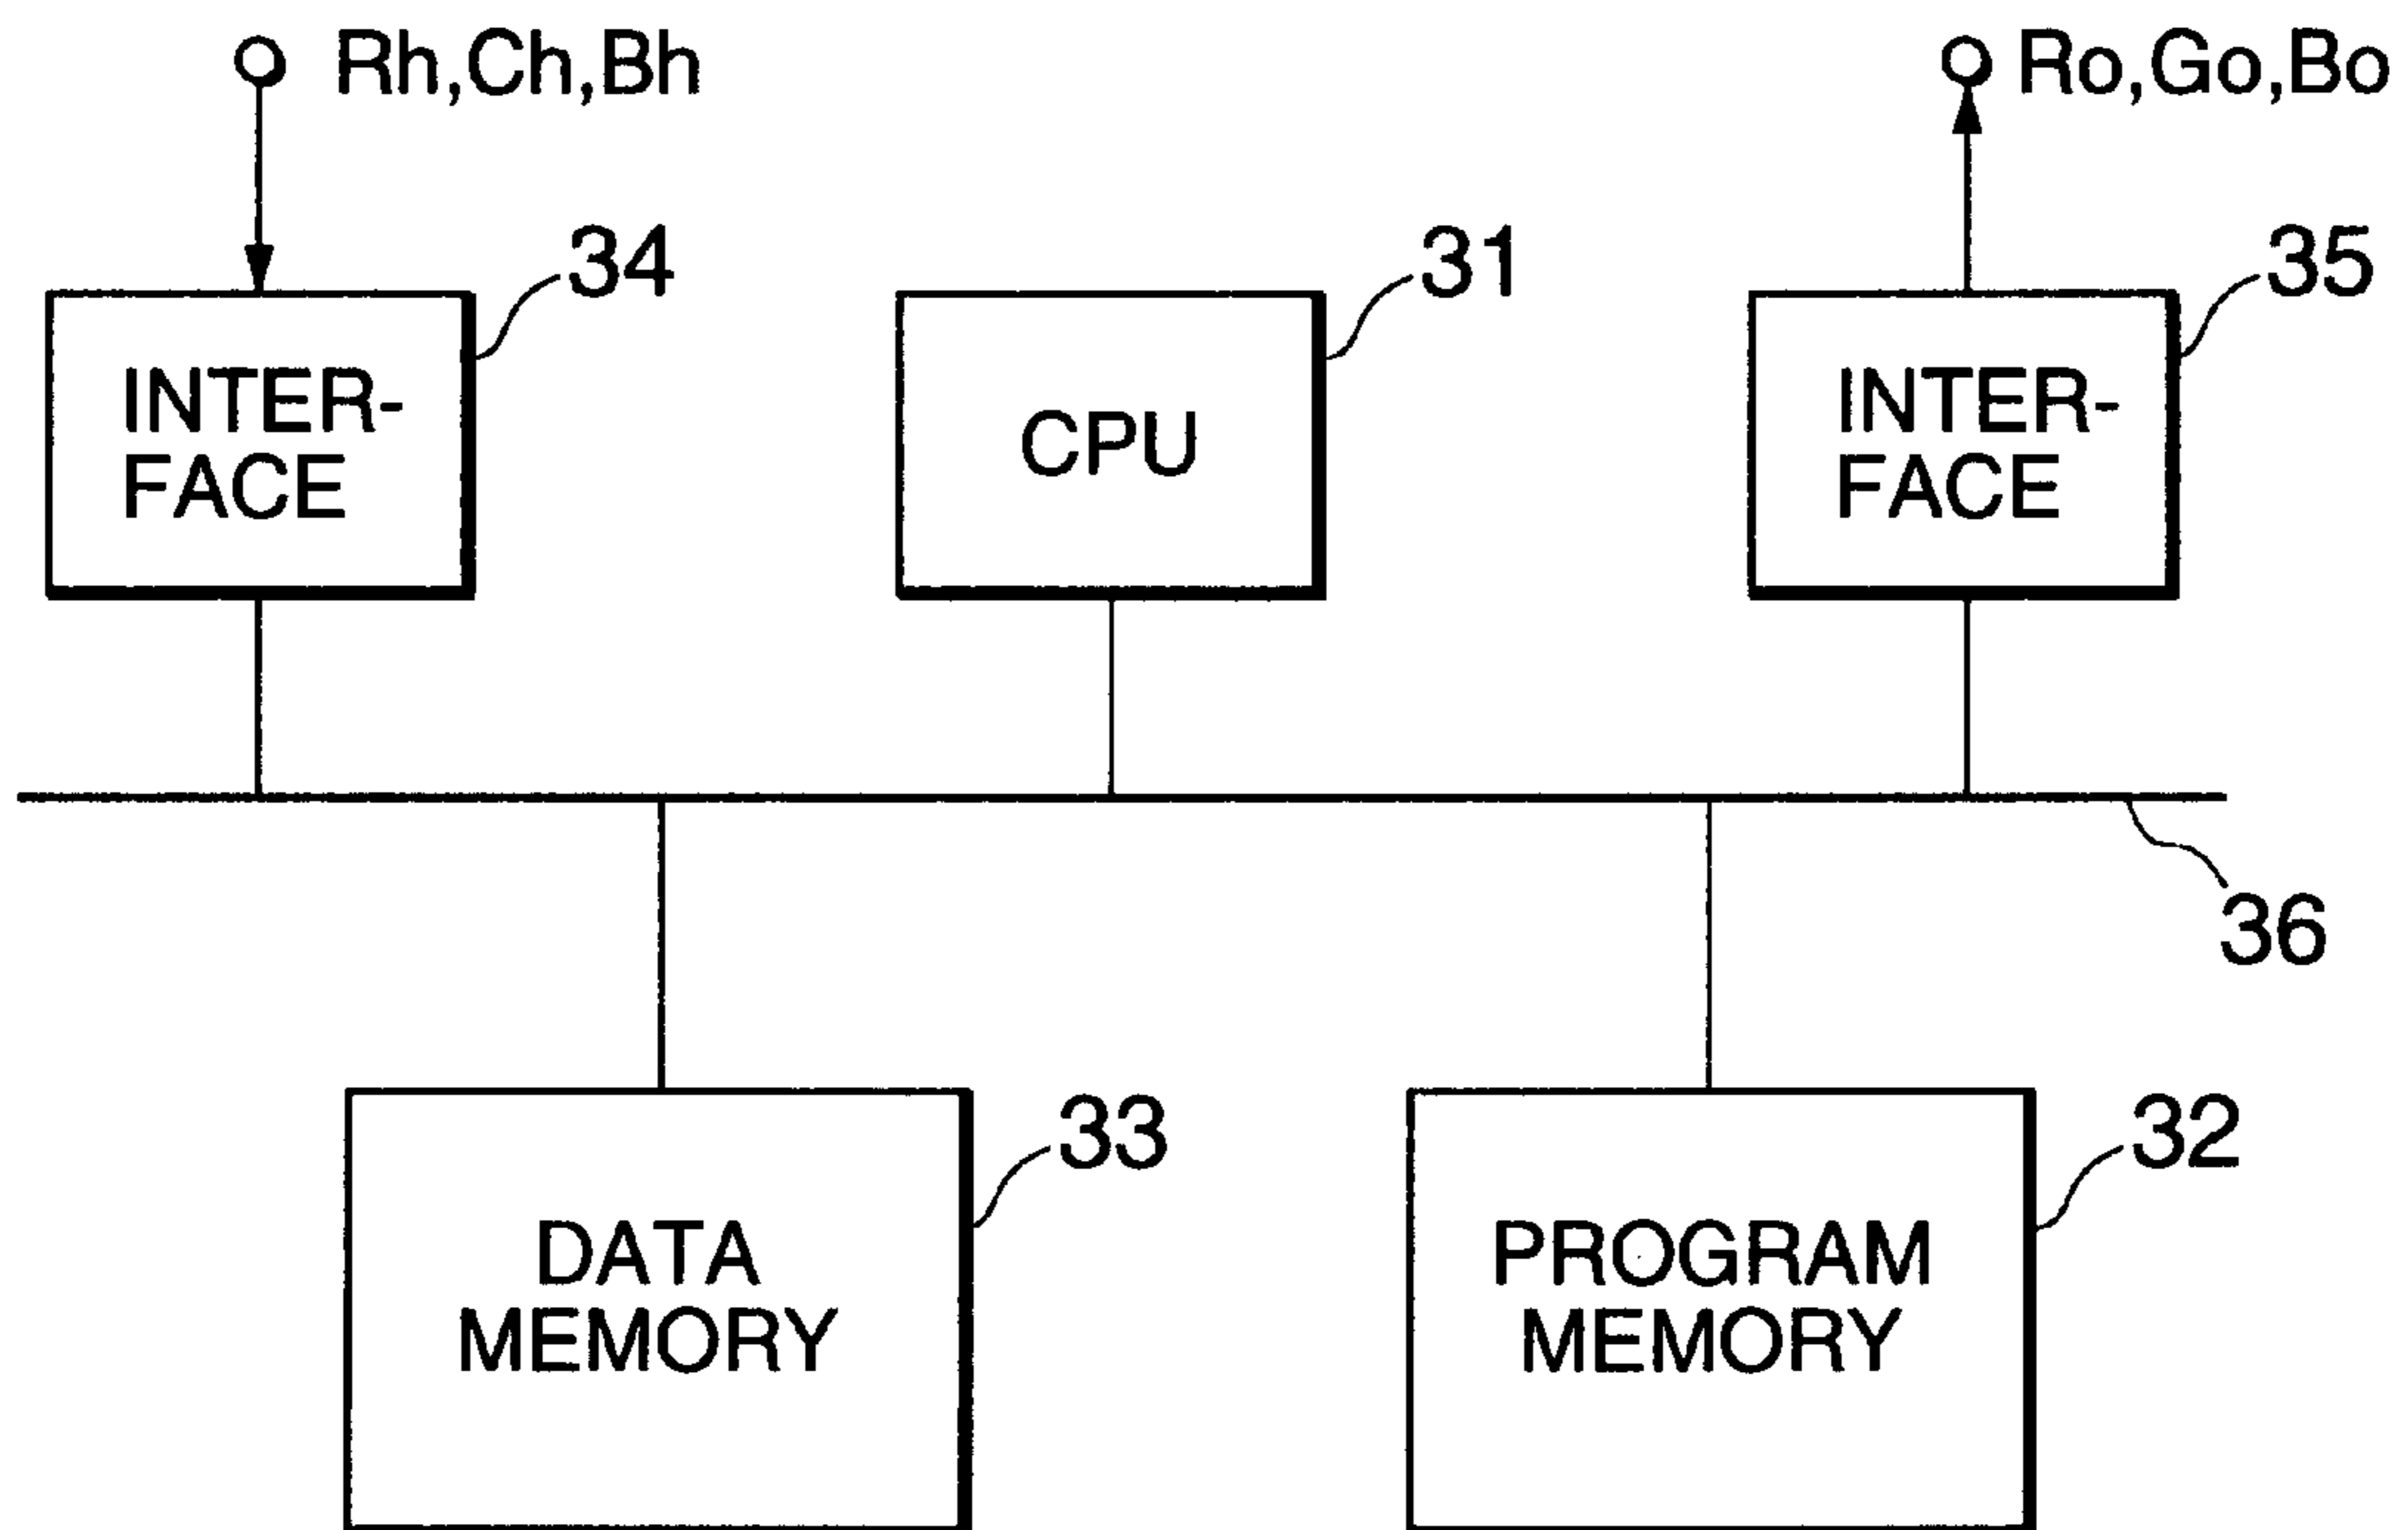 Rh,Ch,Bh
Ro,Go,Bo
34
31
35
INTER-
FACE
CPU
INTER-
FACE
36
33
32
DATA
MEMORY
PROGRAM
MEMORY